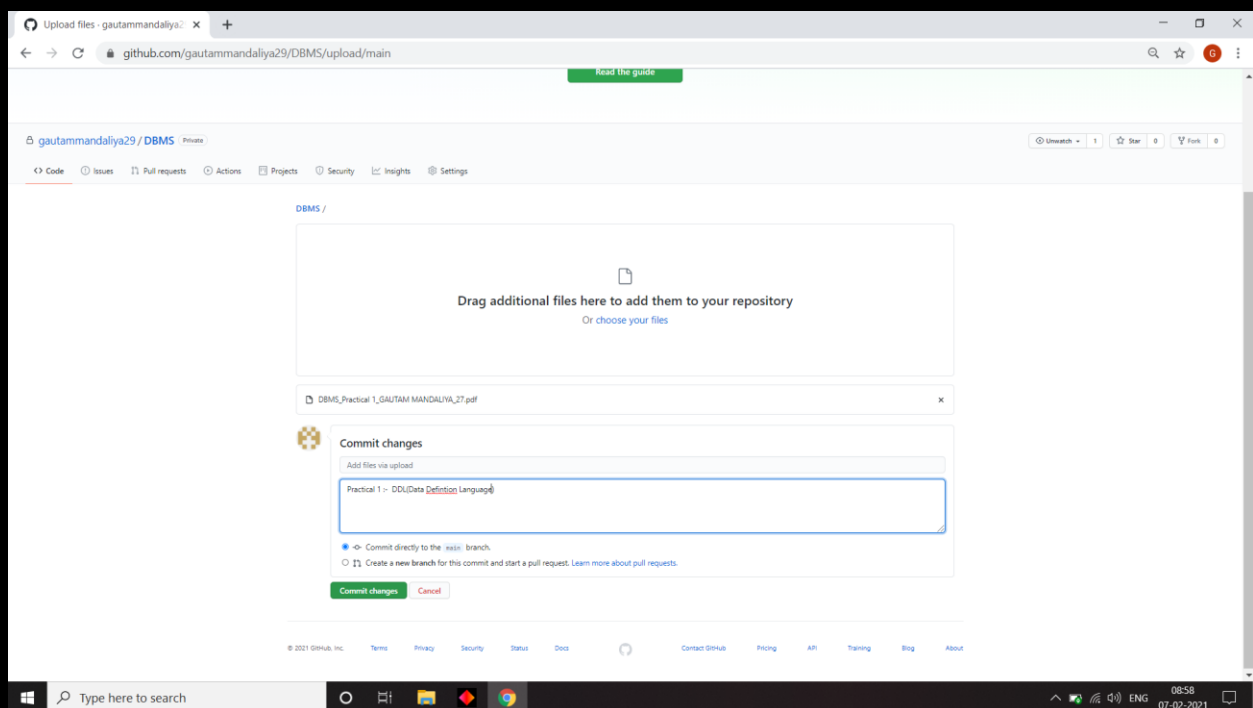 Upload files · gautammandaliya2
github.com/gautammandaliya29/DBMS/upload/main
G
Read the guide
gautammandaliya29 / DBMS Private
Unwatch 1 Star 0 Fork 0
Code Issues Pull requests Actions Projects Security Insights Settings
DBMS /
Drag additional files here to add them to your repository
Or choose your files
DBMS_Practical 1_GAUTAM MANDALIYA_27.pdf
Commit changes
Add files via upload
Practical 1 :- DDL(Data Defintion Language)
Commit directly to the main branch.
Create a new branch for this commit and start a pull request. Learn more about pull requests.
Commit changes Cancel
© 2021 GitHub, Inc. Terms Privacy Security Status Docs Contact GitHub Pricing API Training Blog About
Type here to search
ENG
08:58
07-02-2021